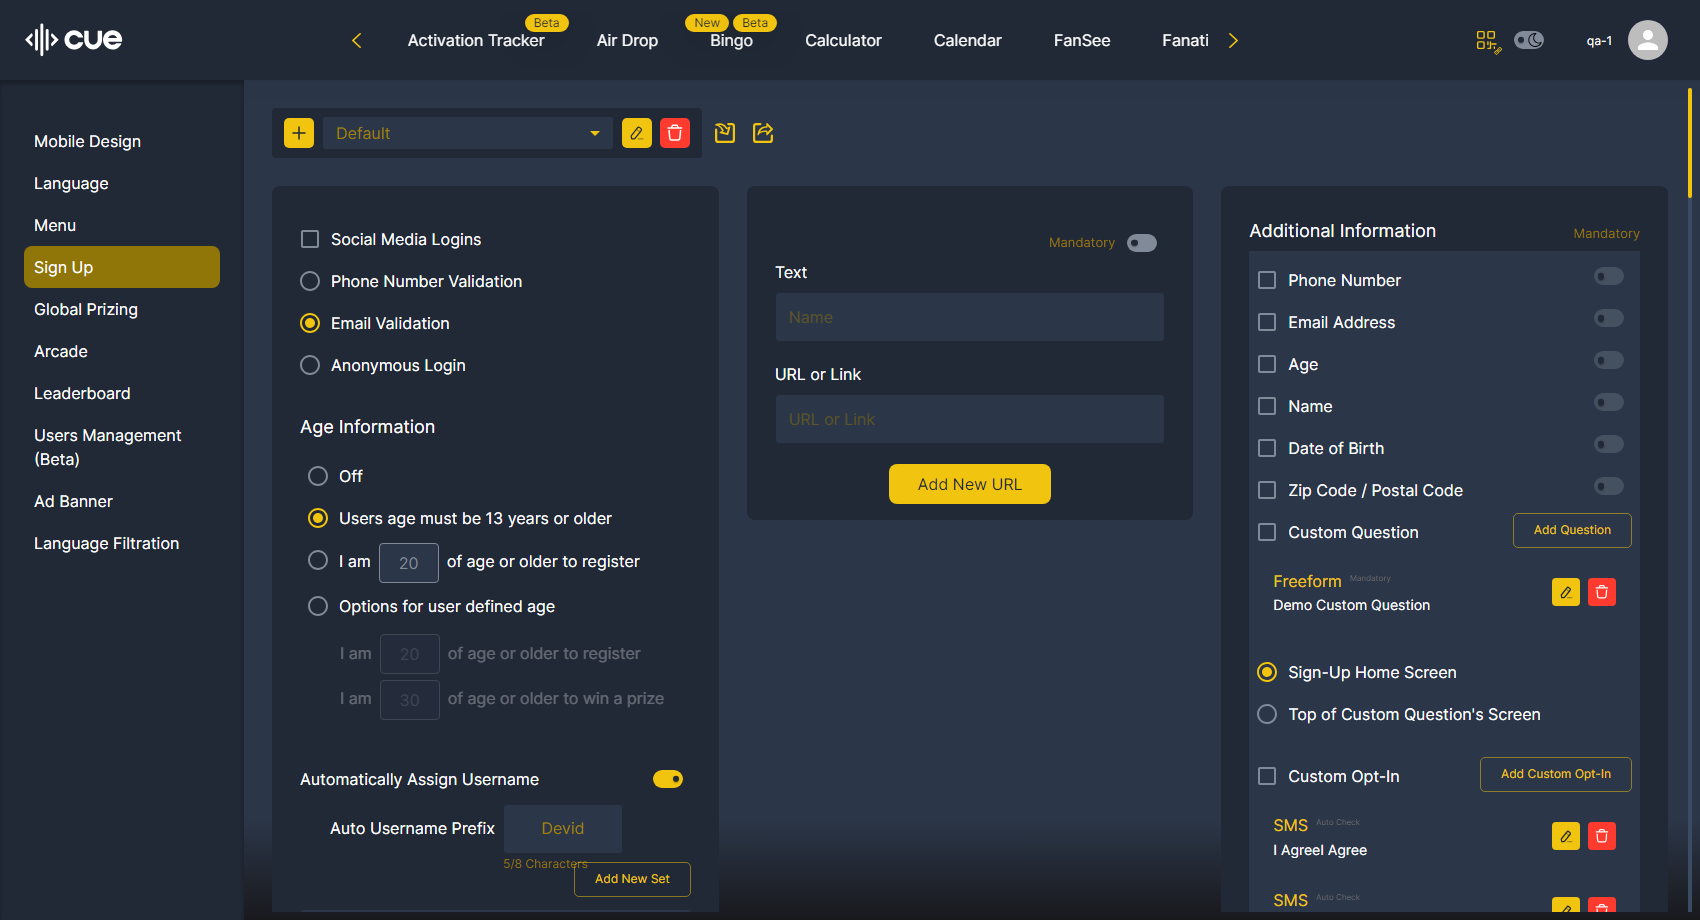 cue
Beta
New
Beta
Activation Tracker
Air Drop
Bingo
Calculator
Calendar
FanSee
Fanati
qa-1
Mobile Design
Language
Menu
Sign Up
Global Prizing
Arcade
Leaderboard
Users Management
(Beta)
Ad Banner
Language Filtration
Default
Social Media Logins
Phone Number Validation
Email Validation
Anonymous Login
Age Information
Off
Users age must be 13 years or older
I am 20 of age or older to register
Options for user defined age
I am 20 of age or older to register
I am 30 of age or older to win a prize
Automatically Assign Username
Auto Username Prefix Devid
5/8 Characters
Add New Set
Mandatory
Text
Name
URL or Link
URL or Link
Add New URL
Additional Information Mandatory
Phone Number
Email Address
Age
Name
Date of Birth
Zip Code / Postal Code
Custom Question Add Question
Freeform Mandatory
Demo Custom Question
Sign-Up Home Screen
Top of Custom Question's Screen
Custom Opt-In Add Custom Opt-In
SMS Auto Check
I AgreeI Agree
SMS Auto Check